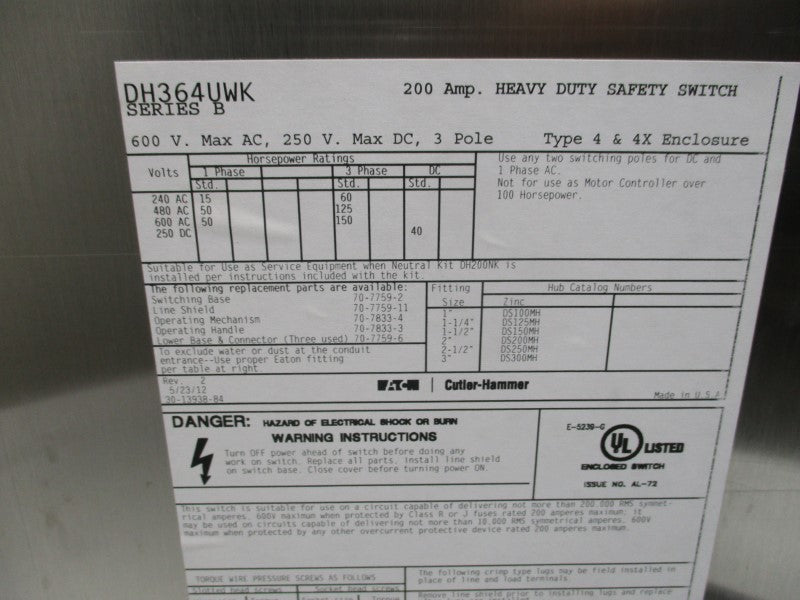 DH364UWK
200 Amp. HEAVY DUTY SAFETY SWITCH
SERIES B
600 V. Max AC, 250 V. Max DC, 3 Pole
Type 4 & 4X Enclosure
Horsepower Ratings
Volts 1 Phase 3 Phase DC
Std. Std. Std.
240 AC 15 60
480 AC 50 125
600 AC 50 150
250 DC 40
Use any two switching poles for DC and
1 Phase AC.
Not for use as Motor Controller over
100 Horsepower.
Suitable for Use as Service Equipment when Neutral Kit DH200NK is
installed per instructions included with the kit.
The following replacement parts are available:
Switching Base 70-7759-2
Line Shield 70-7759-11
Operating Mechanism 70-7833-4
Operating Handle 70-7833-3
Lower Base & Connector (Three used) 70-7759-6
To exclude water or dust at the conduit
entrance--Use proper Eaton fitting
per table at right.
Fitting Hub Catalog Numbers
Size Zinc
1" DS100MH
1-1/4" DS125MH
1-1/2" DS150MH
2" DS200MH
2-1/2" DS250MH
3" DS300MH
Rev. 2
5/23/12
30-13938-84
EATON | Cutler-Hammer
Made in U.S.A
DANGER: HAZARD OF ELECTRICAL SHOCK OR BURN
WARNING INSTRUCTIONS
Turn OFF power ahead of switch before doing any
work on switch. Replace all parts, install line shield
on switch base. Close cover before turning power ON.
E-5239-G
UL LISTED
ENCLOSED SWITCH
ISSUE NO. AL-72
This switch is suitable for use on a circuit capable of delivering not more than 200,000 RMS symmet-
rical amperes, 600V maximum when protected by Class R or J fuses rated 200 amperes maximum; it
may be used on circuits capable of delivering not more than 10,000 RMS symmetrical amperes, 600V
maximum when protected by any other overcurrent protective device rated 200 amperes maximum.
TORQUE WIRE PRESSURE SCREWS AS FOLLOWS
Slotted head screws Socket head screws
The following crimp type lugs may be field installed in
place of line and load terminals.
Remove line shield prior to installing lugs and replace